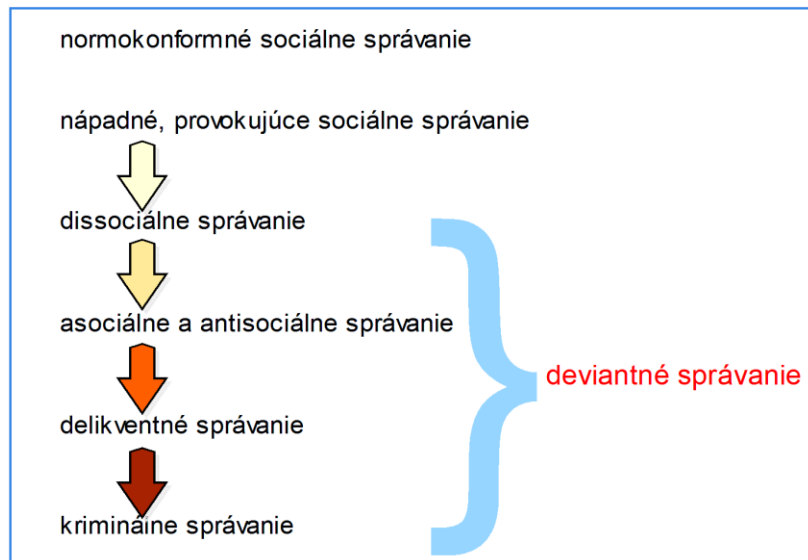 normokonformné sociálne správanie
nápadné, provokujúce sociálne správanie
dissociálne správanie
asociálne a antisociálne správanie
deviantné správanie
delikventné správanie
kriminálne správanie